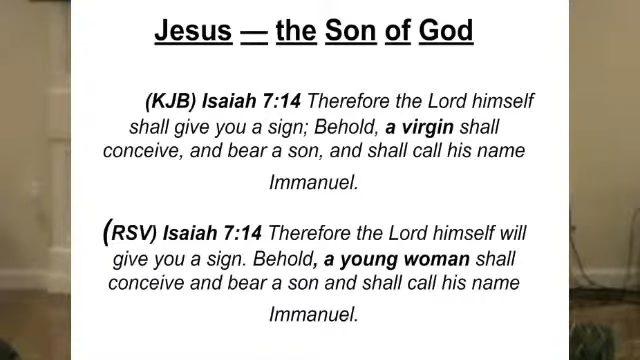 Jesus — the Son of God
(KJB) Isaiah 7:14 Therefore the Lord himself
shall give you a sign; Behold, a virgin shall
conceive, and bear a son, and shall call his name
Immanuel.
(RSV) Isaiah 7:14 Therefore the Lord himself will
give you a sign. Behold, a young woman shall
conceive and bear a son and shall call his name
Immanuel.